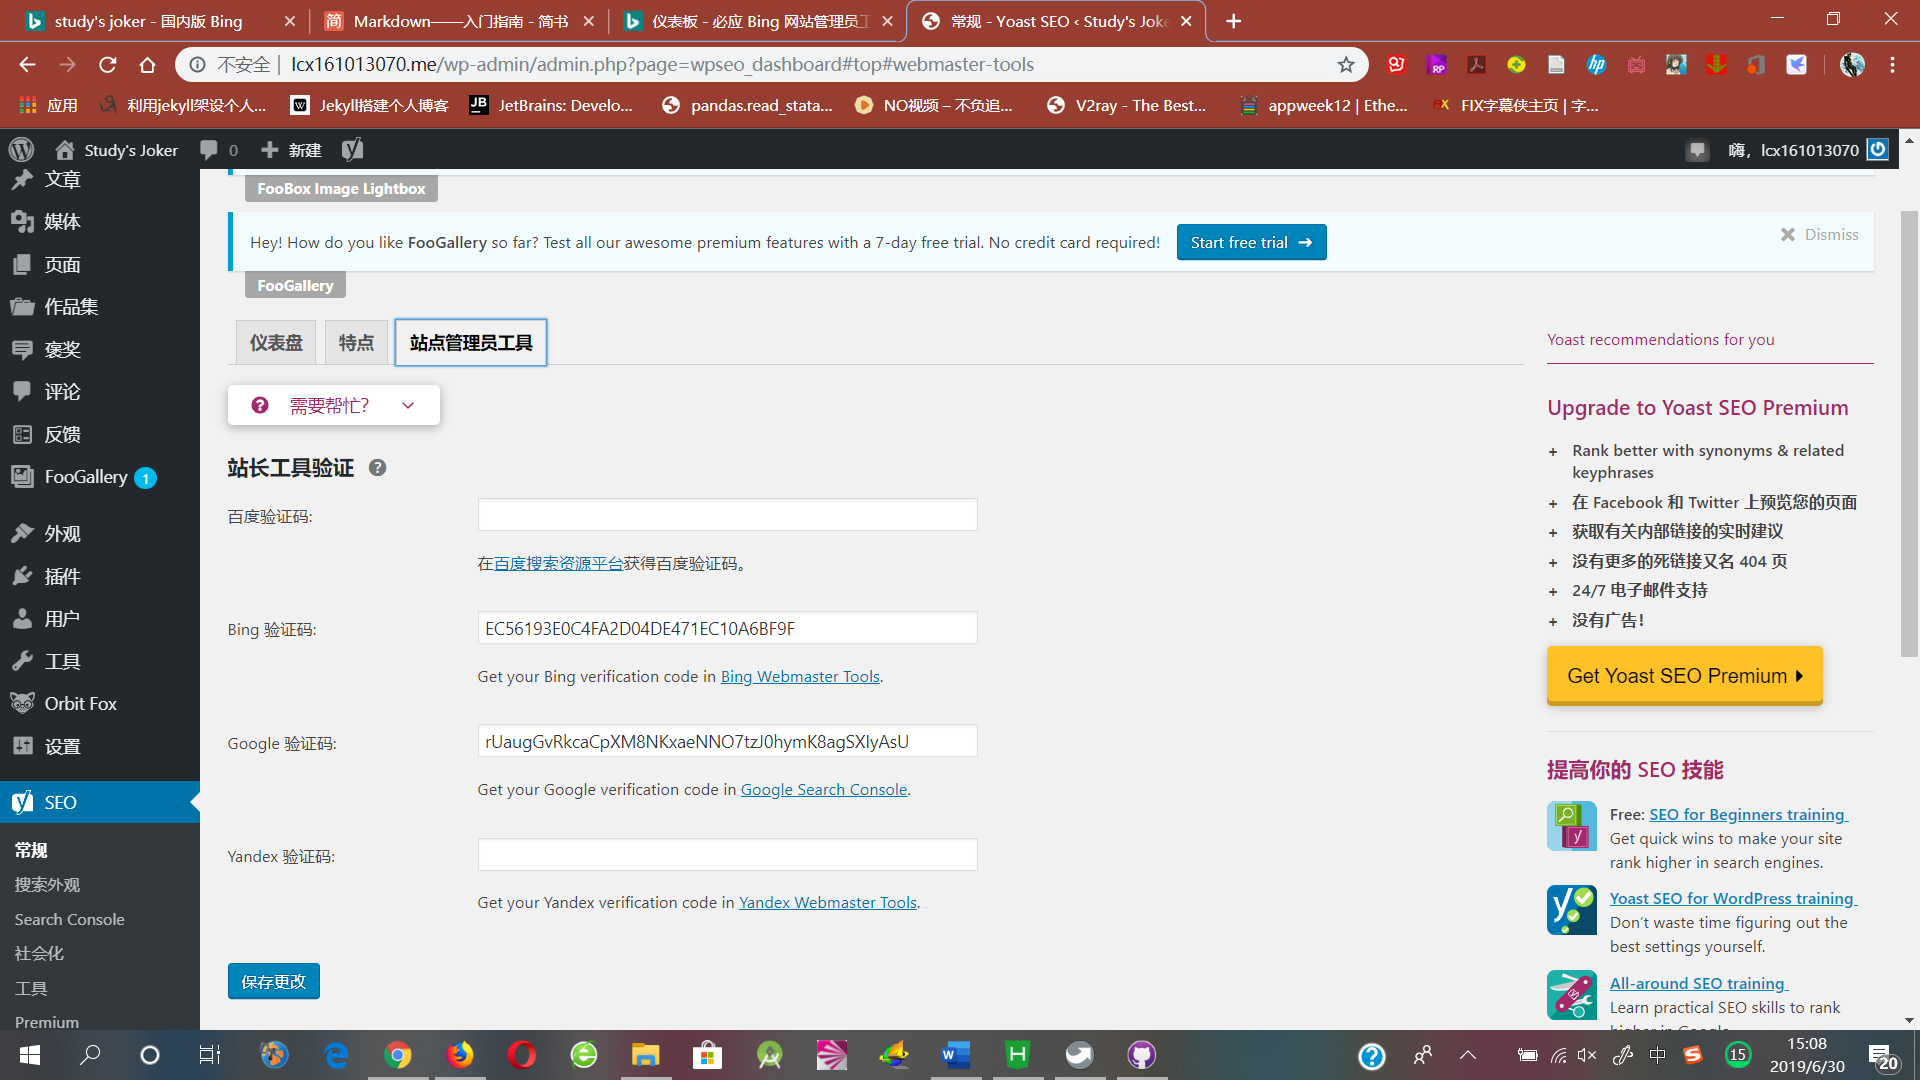 study's joker - 国内版 Bing
Markdown——入门指南 - 简书
仪表板 - 必应 Bing 网站管理员工
常规 - Yoast SEO ‹ Study's Joke
不安全 | lcx161013070.me/wp-admin/admin.php?page=wpseo_dashboard#top#webmaster-tools
应用
利用jekyll架设个人...
Jekyll搭建个人博客
JetBrains: Develo...
pandas.read_stata...
NO视频 – 不负追...
V2ray - The Best...
appweek12 | Ethe...
FIX字幕侠主页 | 字...
Study's Joker
0
新建
嗨，lcx161013070
文章
媒体
页面
作品集
褒奖
评论
反馈
FooGallery 1
外观
插件
用户
工具
Orbit Fox
设置
SEO
常规
搜索外观
Search Console
社会化
工具
Premium
FooBox Image Lightbox
Hey! How do you like FooGallery so far? Test all our awesome premium features with a 7-day free trial. No credit card required!
Start free trial
Dismiss
FooGallery
仪表盘
特点
站点管理员工具
需要帮忙？
站长工具验证
百度验证码:
在百度搜索资源平台获得百度验证码。
Bing 验证码:
EC56193E0C4FA2D04DE471EC10A6BF9F
Get your Bing verification code in Bing Webmaster Tools.
Google 验证码:
rUaugGvRkcaCpXM8NKxaeNNO7tzJ0hymK8agSXIyAsU
Get your Google verification code in Google Search Console.
Yandex 验证码:
Get your Yandex verification code in Yandex Webmaster Tools.
保存更改
Yoast recommendations for you
Upgrade to Yoast SEO Premium
+ Rank better with synonyms & related
keyphrases
+ 在 Facebook 和 Twitter 上预览您的页面
+ 获取有关内部链接的实时建议
+ 没有更多的死链接又名 404 页
+ 24/7 电子邮件支持
+ 没有广告！
Get Yoast SEO Premium
提高你的 SEO 技能
Free: SEO for Beginners training
Get quick wins to make your site
rank higher in search engines.
Yoast SEO for WordPress training
Don’t waste time figuring out the
best settings yourself.
All-around SEO training
Learn practical SEO skills to rank
higher in Google.
中
15
15:08
2019/6/30
20